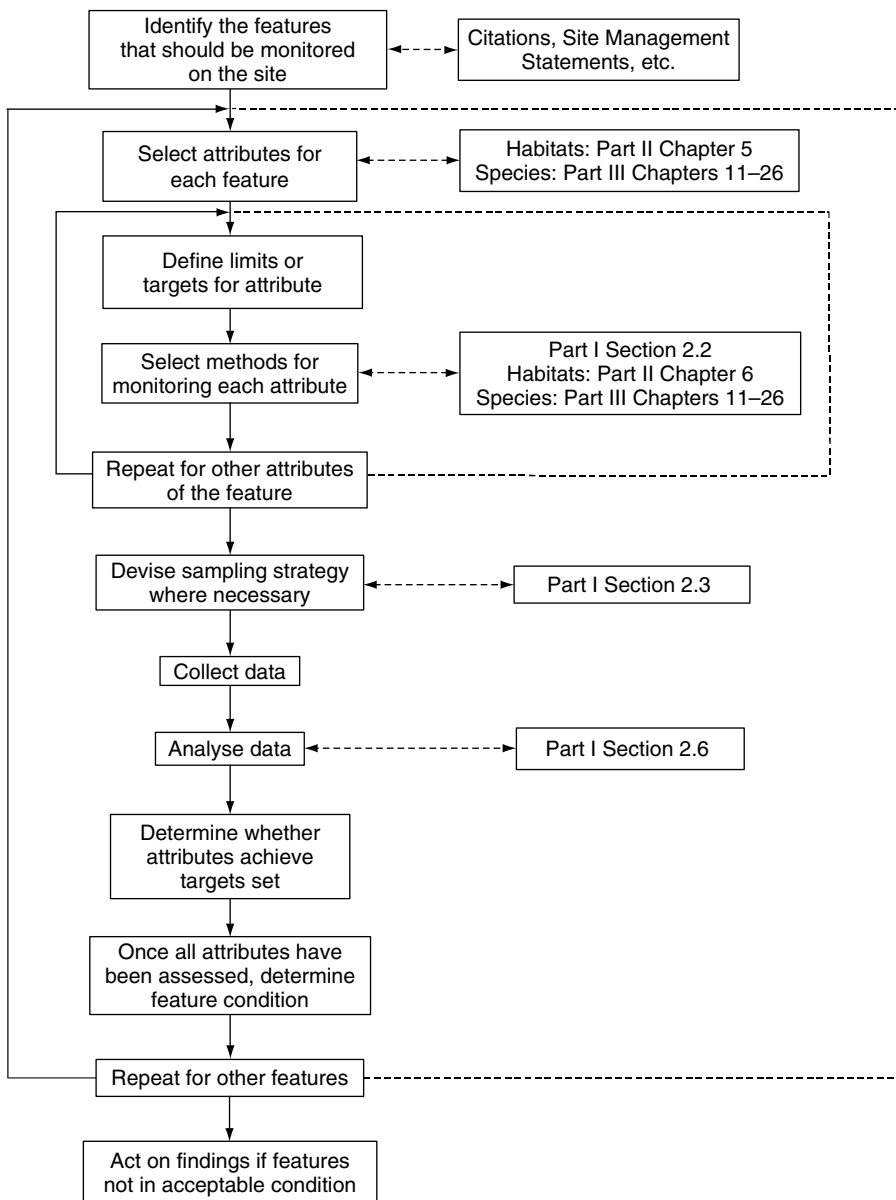 Identify the features
that should be monitored
on the site
Citations, Site Management
Statements, etc.
Select attributes for
each feature
Habitats: Part II Chapter 5
Species: Part III Chapters 11–26
Define limits or
targets for attribute
Select methods for
monitoring each attribute
Part I Section 2.2
Habitats: Part II Chapter 6
Species: Part III Chapters 11–26
Repeat for other attributes
of the feature
Devise sampling strategy
where necessary
Part I Section 2.3
Collect data
Analyse data
Part I Section 2.6
Determine whether
attributes achieve
targets set
Once all attributes have
been assessed, determine
feature condition
Repeat for other features
Act on findings if features
not in acceptable condition